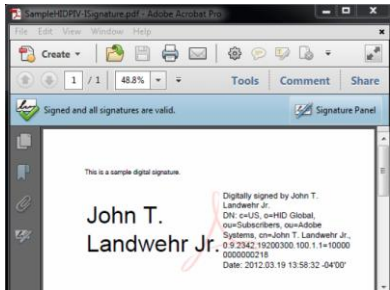 SampleHIDPIV-ISignature.pdf - Adobe Acrobat Pro
File Edit View Window Help
Create
1 / 1 48.8% Tools Comment Share
Signed and all signatures are valid. Signature Panel
This is a sample digital signature.
John T.
Landwehr Jr.
Digitally signed by John T.
Landwehr Jr.
DN: c=US, o=HID Global,
ou=Subscribers, ou=Adobe
Systems, cn=John T. Landwehr Jr.,
0.9.2342.19200300.100.1.1=10000
0000000218
Date: 2012.03.19 13:58:32 -04'00'